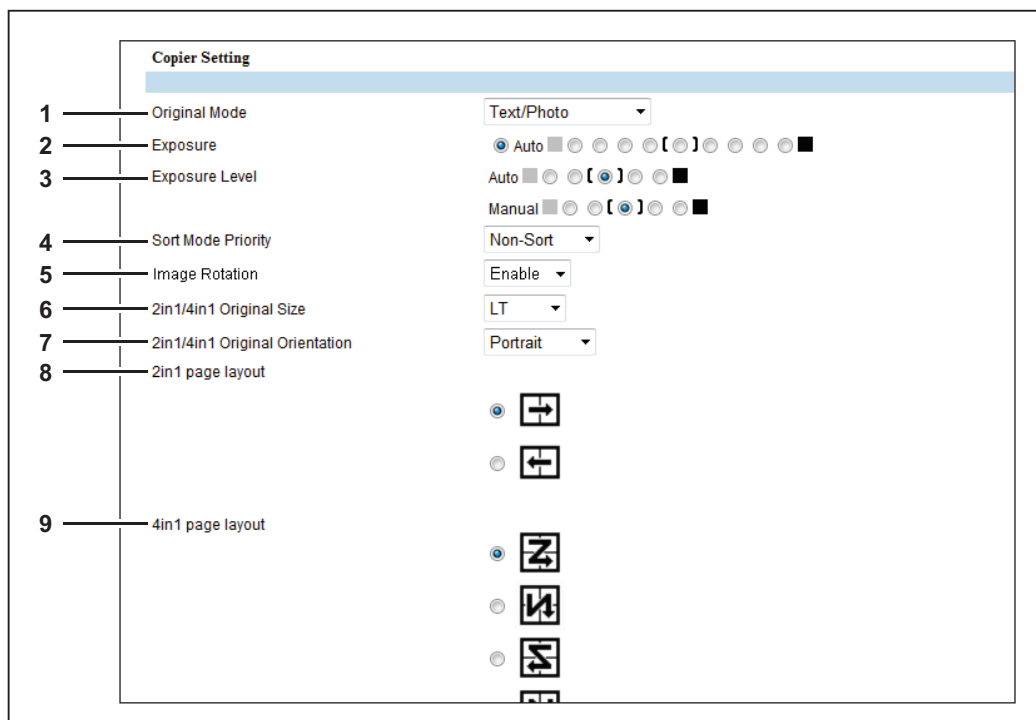 Copier Setting
1 Original Mode Text/Photo
2 Exposure Auto [ ]
3 Exposure Level Auto [ ]
Manual [ ]
4 Sort Mode Priority Non-Sort
5 Image Rotation Enable
6 2in1/4in1 Original Size LT
7 2in1/4in1 Original Orientation Portrait
8 2in1 page layout
9 4in1 page layout